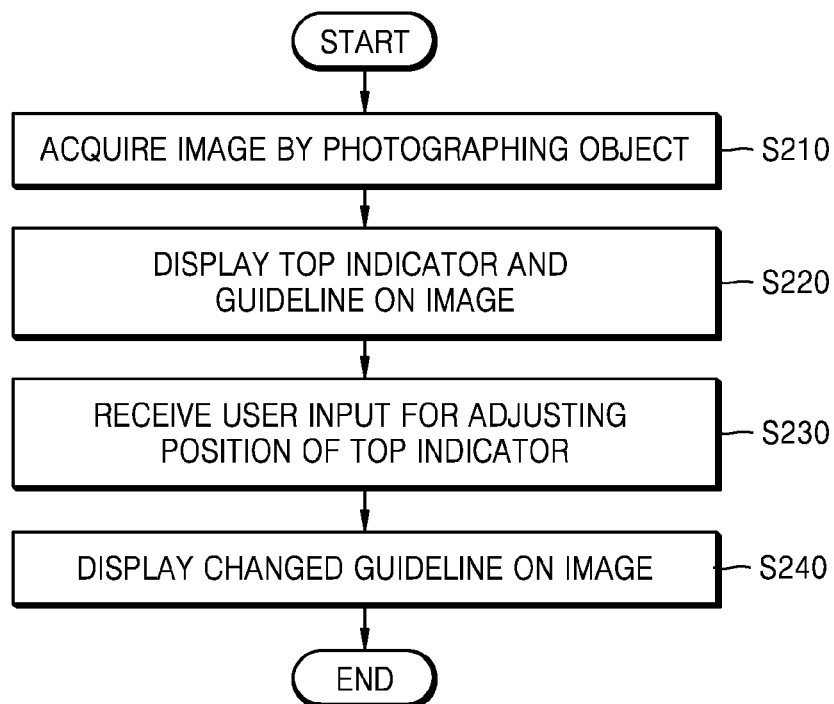 START
ACQUIRE IMAGE BY PHOTOGRAPHING OBJECT
S210
DISPLAY TOP INDICATOR AND
GUIDELINE ON IMAGE
S220
RECEIVE USER INPUT FOR ADJUSTING
POSITION OF TOP INDICATOR
S230
DISPLAY CHANGED GUIDELINE ON IMAGE
S240
END